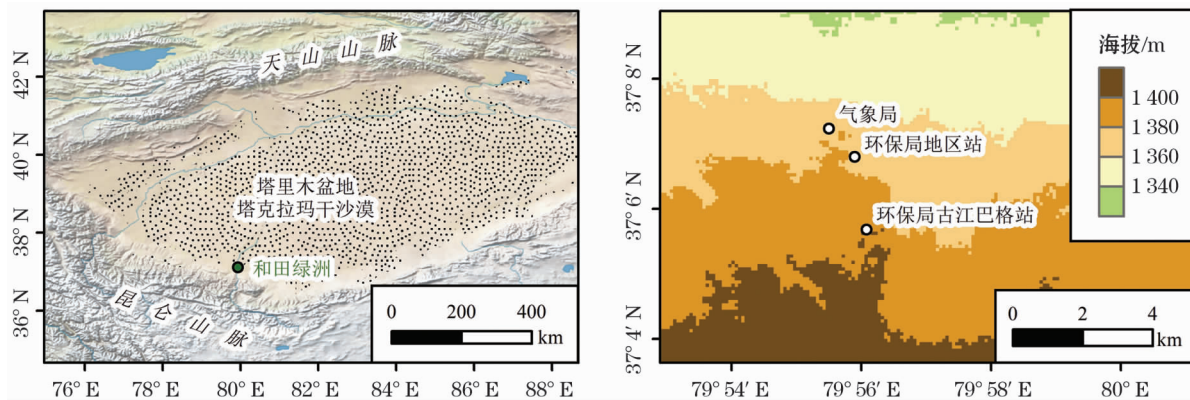 42° N
40° N
38° N
36° N
天山山脉
塔里木盆地
塔克拉玛干沙漠
和田绿洲
昆仑山脉
0 200 400
km
76° E 78° E 80° E 82° E 84° E 86° E 88° E
37° 8′ N
37° 6′ N
37° 4′ N
气象局
环保局地区站
环保局古江巴格站
海拔/m
1 400
1 380
1 360
1 340
0 2 4
km
79° 54′ E 79° 56′ E 79° 58′ E 80° E